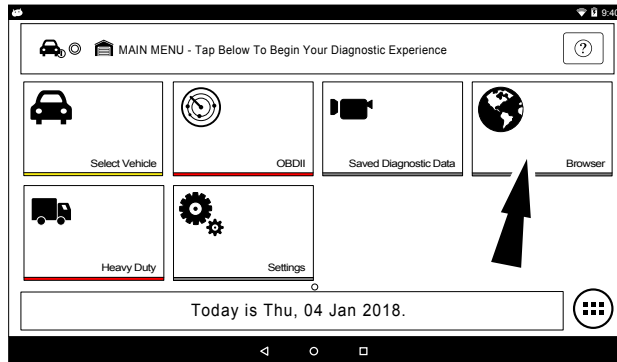 9:40
MAIN MENU - Tap Below To Begin Your Diagnostic Experience
?
Select Vehicle
OBDII
Saved Diagnostic Data
Browser
Heavy Duty
Settings
Today is Thu, 04 Jan 2018.